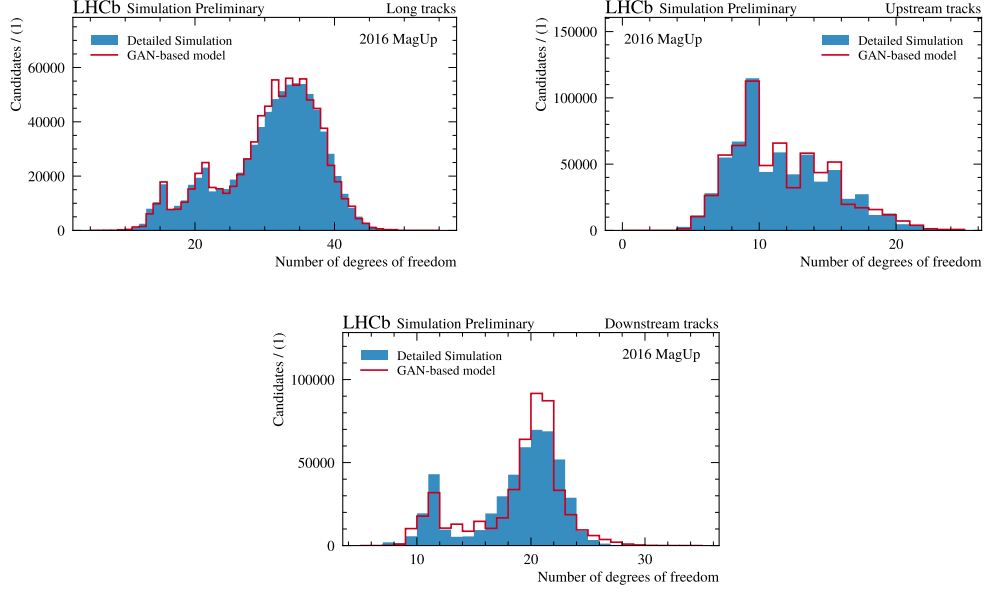 LHCb Simulation Preliminary Long tracks
Candidates / (1)
Detailed Simulation
GAN-based model
2016 MagUp
60000
40000
20000
0
20 40
Number of degrees of freedom
LHCb Simulation Preliminary Upstream tracks
Candidates / (1)
2016 MagUp
Detailed Simulation
GAN-based model
150000
100000
50000
0
0 10 20
Number of degrees of freedom
LHCb Simulation Preliminary Downstream tracks
Candidates / (1)
Detailed Simulation
GAN-based model
2016 MagUp
100000
50000
0
10 20 30
Number of degrees of freedom